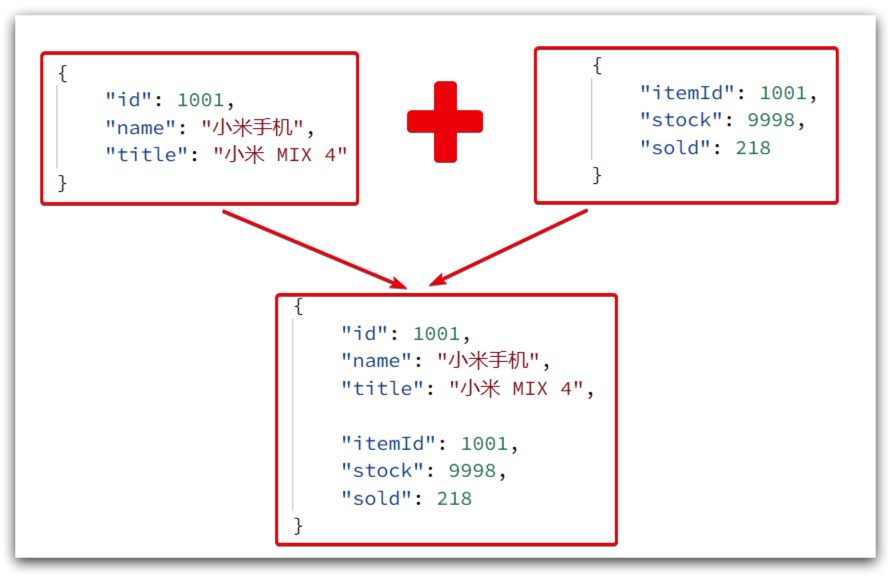 {
"id": 1001,
"name": "小米手机",
"title": "小米 MIX 4"
}
{
"itemId": 1001,
"stock": 9998,
"sold": 218
}
{
"id": 1001,
"name": "小米手机",
"title": "小米 MIX 4",
"itemId": 1001,
"stock": 9998,
"sold": 218
}